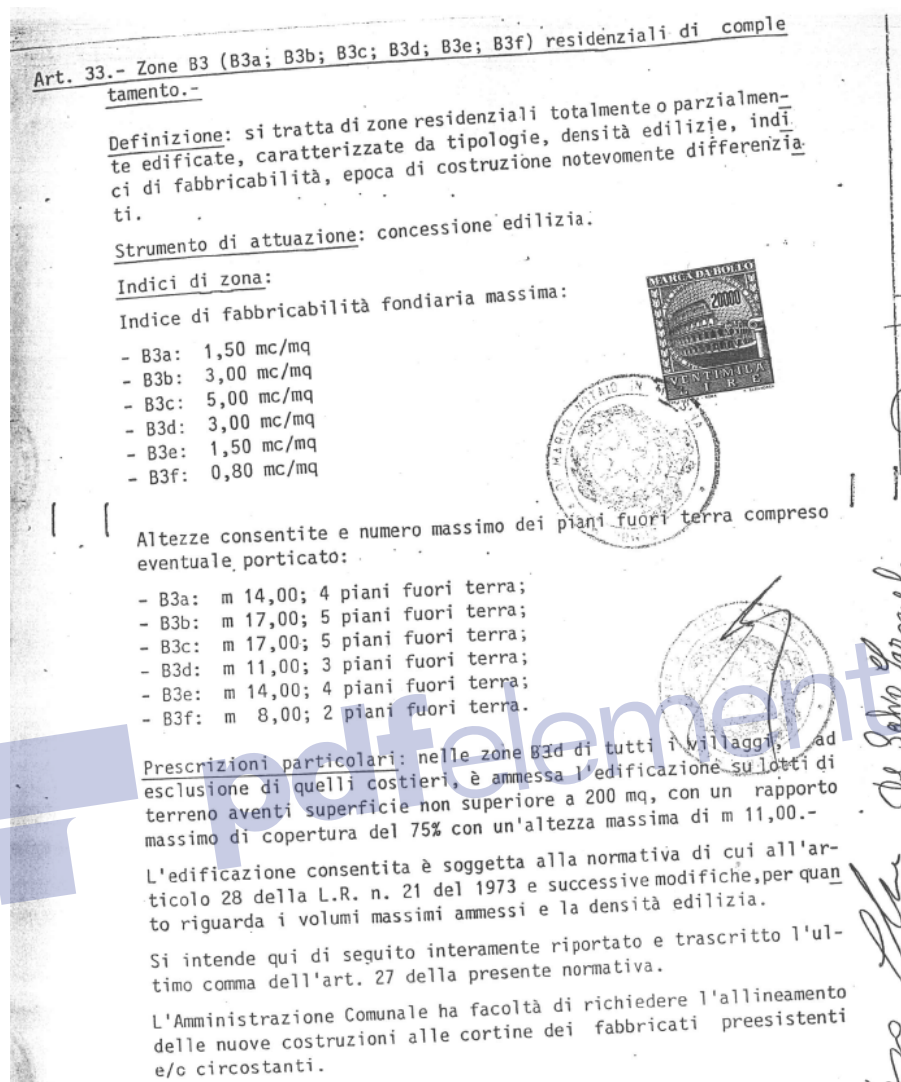 Art. 33.- Zone B3 (B3a; B3b; B3c; B3d; B3e; B3f) residenziali di comple
tamento.-
Definizione: si tratta di zone residenziali totalmente o parzialmen-
te edificate, caratterizzate da tipologie, densità edilizie, indi
ci di fabbricabilità, epoca di costruzione notevomente differenzia
ti.
Strumento di attuazione: concessione edilizia.
Indici di zona:
Indice di fabbricabilità fondiaria massima:
MARCA DA BOLLO
20000
VENTIMILA
LIRE
- B3a: 1,50 mc/mq
- B3b: 3,00 mc/mq
- B3c: 5,00 mc/mq
- B3d: 3,00 mc/mq
- B3e: 1,50 mc/mq
- B3f: 0,80 mc/mq
MARCO NOTAIO IN
Altezze consentite e numero massimo dei piani fuori terra compreso
eventuale porticato:
- B3a: m 14,00; 4 piani fuori terra;
- B3b: m 17,00; 5 piani fuori terra;
- B3c: m 17,00; 5 piani fuori terra;
- B3d: m 11,00; 3 piani fuori terra;
- B3e: m 14,00; 4 piani fuori terra;
- B3f: m 8,00; 2 piani fuori terra.
pdfelement
Prescrizioni particolari: nelle zone B3d di tutti i villaggi, ad
esclusione di quelli costieri, è ammessa l'edificazione su lotti di
terreno aventi superficie non superiore a 200 mq, con un rapporto
massimo di copertura del 75% con un'altezza massima di m 11,00.-
L'edificazione consentita è soggetta alla normativa di cui all'ar-
ticolo 28 della L.R. n. 21 del 1973 e successive modifiche,per quan
to riguarda i volumi massimi ammessi e la densità edilizia.
Si intende qui di seguito interamente riportato e trascritto l'ul-
timo comma dell'art. 27 della presente normativa.
L'Amministrazione Comunale ha facoltà di richiedere l'allineamento
delle nuove costruzioni alle cortine dei fabbricati preesistenti
e/o circostanti.